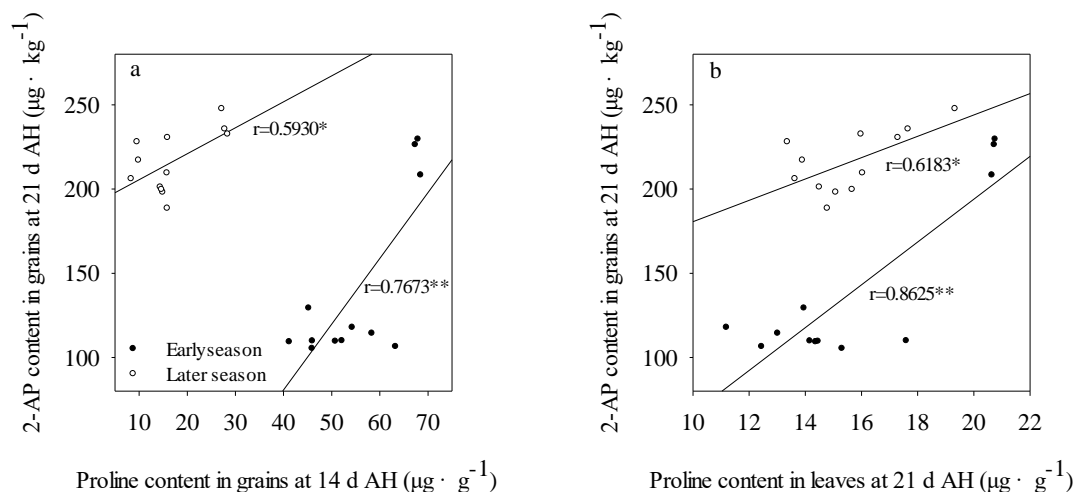 2-AP content in grains at 21 d AH (μg · kg-1)
a
250
200
150
100
r=0.5930*
r=0.7673**
Earlyseason
Later season
10 20 30 40 50 60 70
Proline content in grains at 14 d AH (μg · g-1)
2-AP content in grains at 21 d AH (μg · kg-1)
b
250
200
150
100
r=0.6183*
r=0.8625**
10 12 14 16 18 20 22
Proline content in leaves at 21 d AH (μg · g-1)